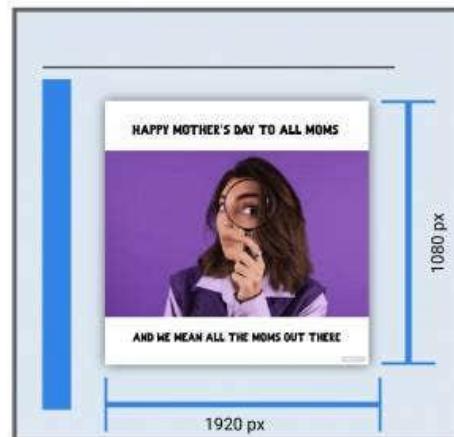 HAPPY MOTHER'S DAY TO ALL MOMS
1080 px
AND WE MEAN ALL THE MOMS OUT THERE
1920 px